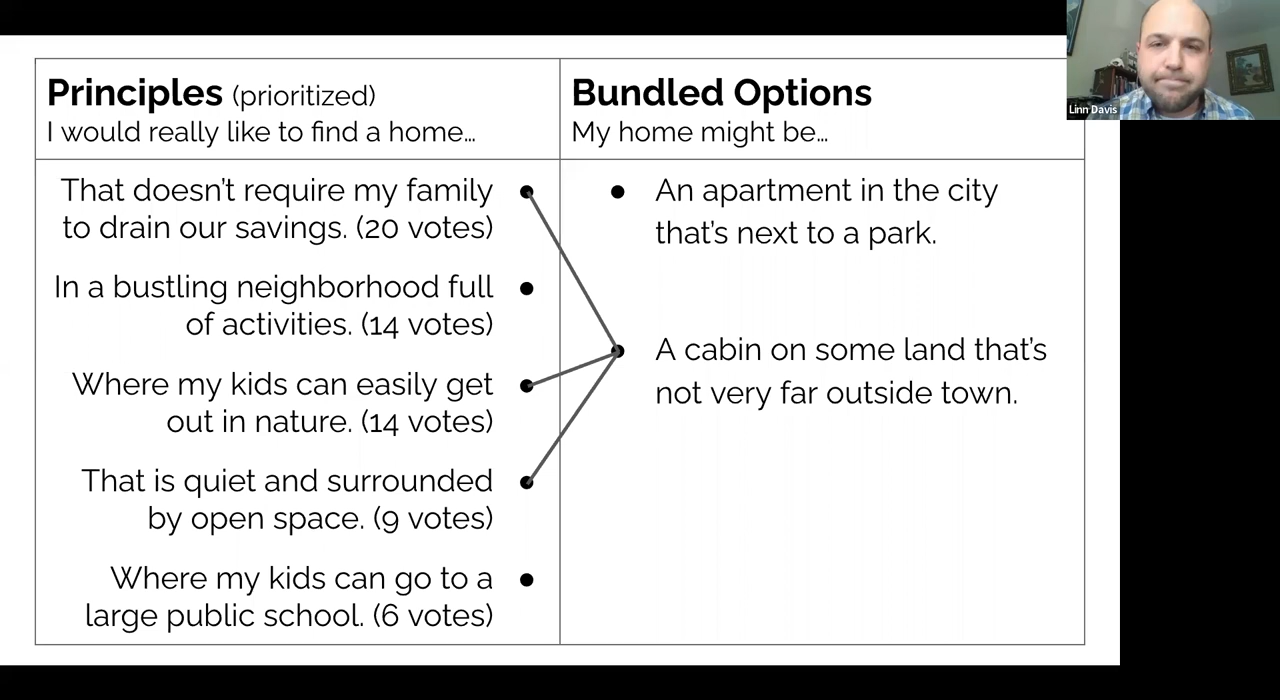 Principles (prioritized)
I would really like to find a home…
That doesn't require my family
to drain our savings. (20 votes)
In a bustling neighborhood full
of activities. (14 votes)
Where my kids can easily get
out in nature. (14 votes)
That is quiet and surrounded
by open space. (9 votes)
Where my kids can go to a
large public school. (6 votes)
Bundled Options
My home might be…
An apartment in the city
that's next to a park.
A cabin on some land that's
not very far outside town.
Linn Davis